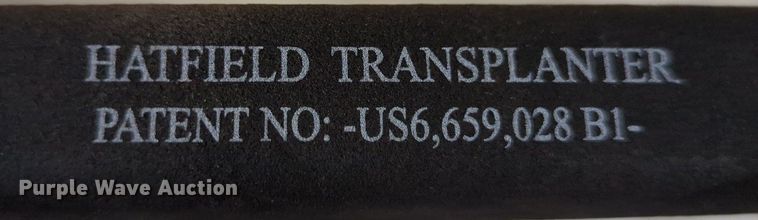 HATFIELD TRANSPLANTER
PATENT NO: -US6,659,028 B1-
Purple Wave Auction